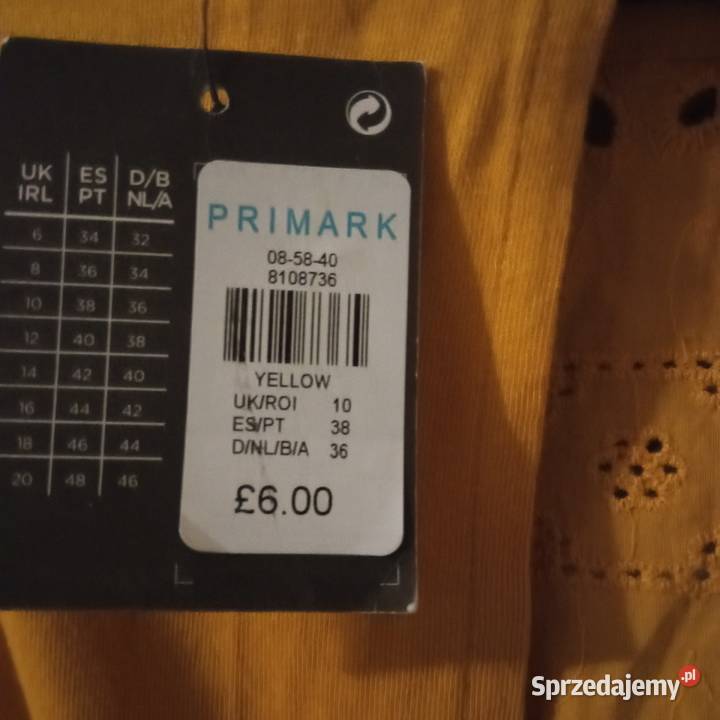 UK IRL ES PT D/B NL/A
6 34 32
8 36 34
10 38 36
12 40 38
14 42 40
16 44 42
18 46 44
20 48 46
PRIMARK
08-58-40
8108736
YELLOW
UK/ROI 10
ES/PT 38
D/NL/B/A 36
£6.00
Sprzedajemy.pl